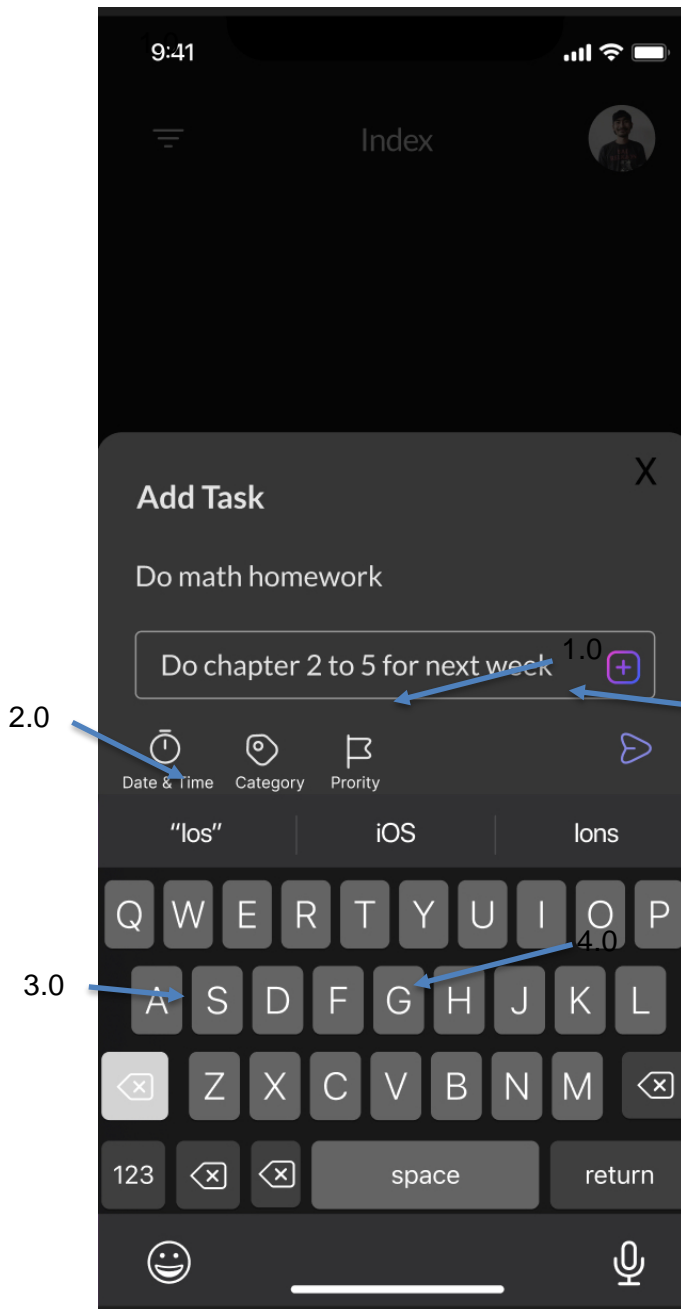 9:41
Index
X
Add Task
Do math homework
1.0
Do chapter 2 to 5 for next week
2.0
Date & Time Category Prority
"Ios" iOS Ions
Q W E R T Y U I O P
4.0
3.0
A S D F G H J K L
Z X C V B N M
123 space return